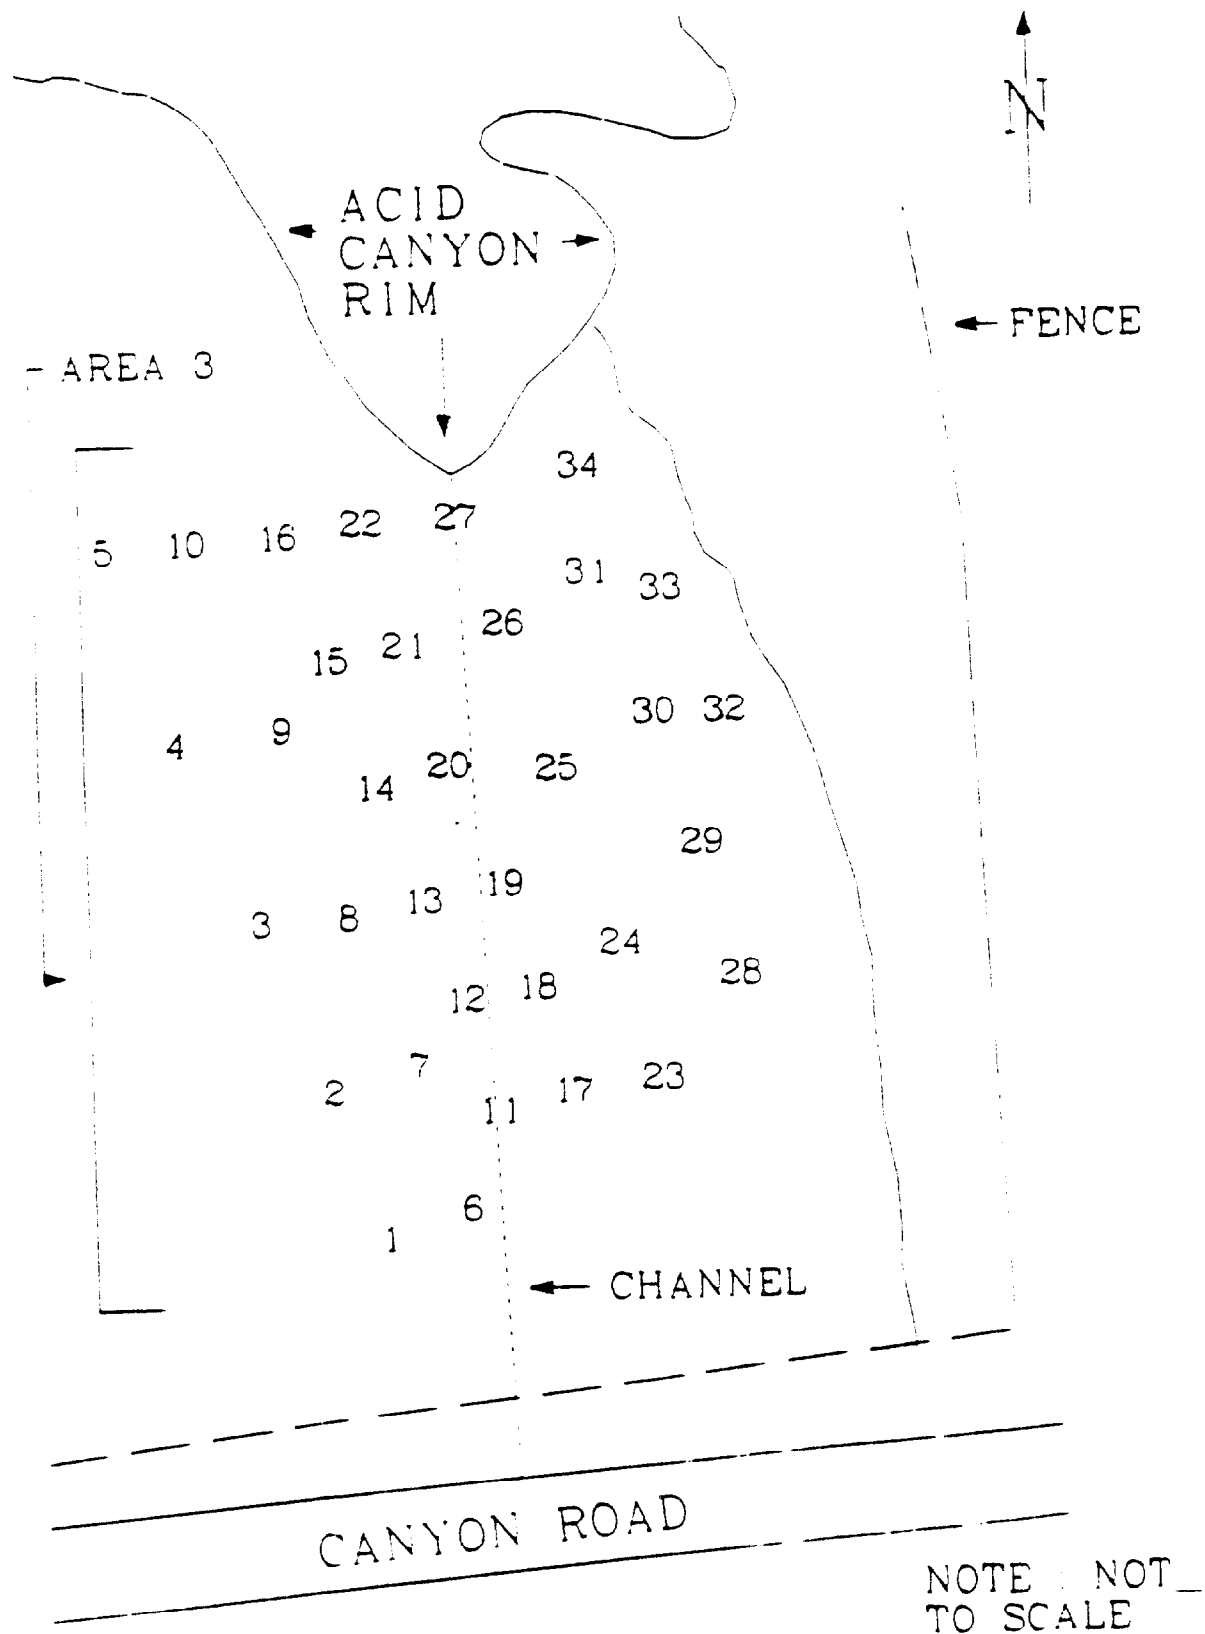 N
ACID
CANYON
RIM
FENCE
AREA 3
34
5 10 16 22 27
31 33
26
15 21
30 32
4 9
20 25
14
29
19
3 8 13
24
28
12 18
7
2 17 23
11
6
1
CHANNEL
CANYON ROAD
NOTE : NOT
TO SCALE